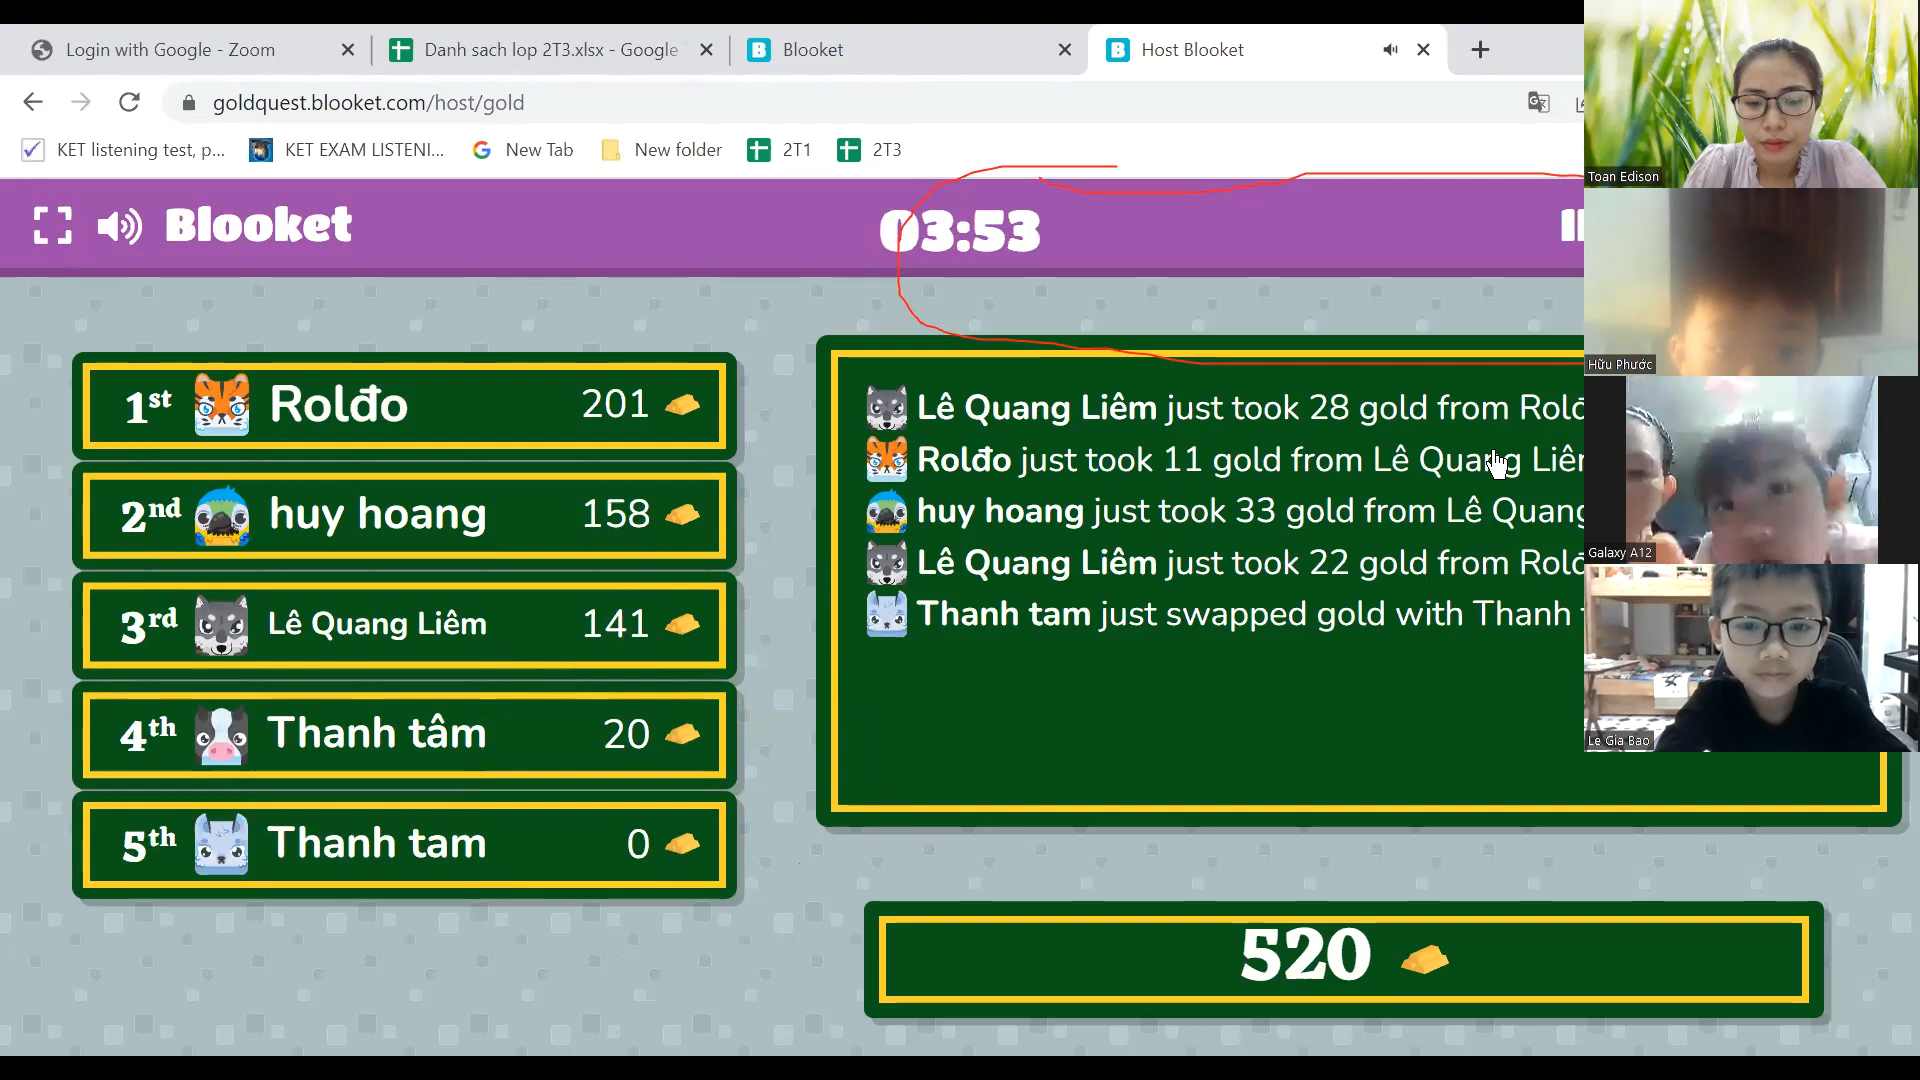 Login with Google - Zoom
Danh sach lop 2T3.xlsx - Google
Blooket
Host Blooket
goldquest.blooket.com/host/gold
KET listening test, p...
KET EXAM LISTENI...
New Tab
New folder
2T1
2T3
Blooket
03:53
1st Rolđo 201
2nd huy hoang 158
3rd Lê Quang Liêm 141
4th Thanh tâm 20
5th Thanh tam 0
Lê Quang Liêm just took 28 gold from
Rolđo just took 11 gold from Lê Quang
huy hoang just took 33 gold from Lê Quang
Lê Quang Liêm just took 22 gold from
Thanh tam just swapped gold with Thanh
520
Toan Edison
Hữu Phước
Galaxy A12
Le Gia Bao